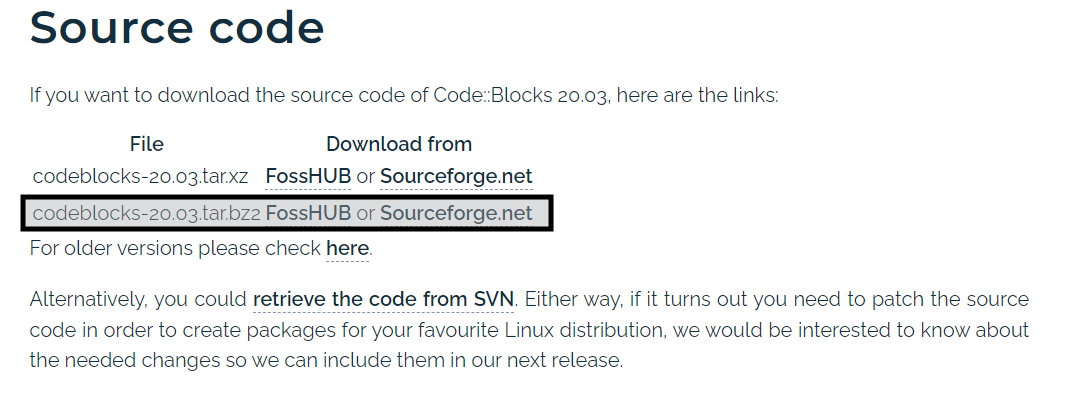 Source code
If you want to download the source code of Code::Blocks 20.03, here are the links:
File Download from
codeblocks-20.03.tar.xz FossHUB or Sourceforge.net
codeblocks-20.03.tar.bz2 FossHUB or Sourceforge.net
For older versions please check here.
Alternatively, you could retrieve the code from SVN. Either way, if it turns out you need to patch the source
code in order to create packages for your favourite Linux distribution, we would be interested to know about
the needed changes so we can include them in our next release.